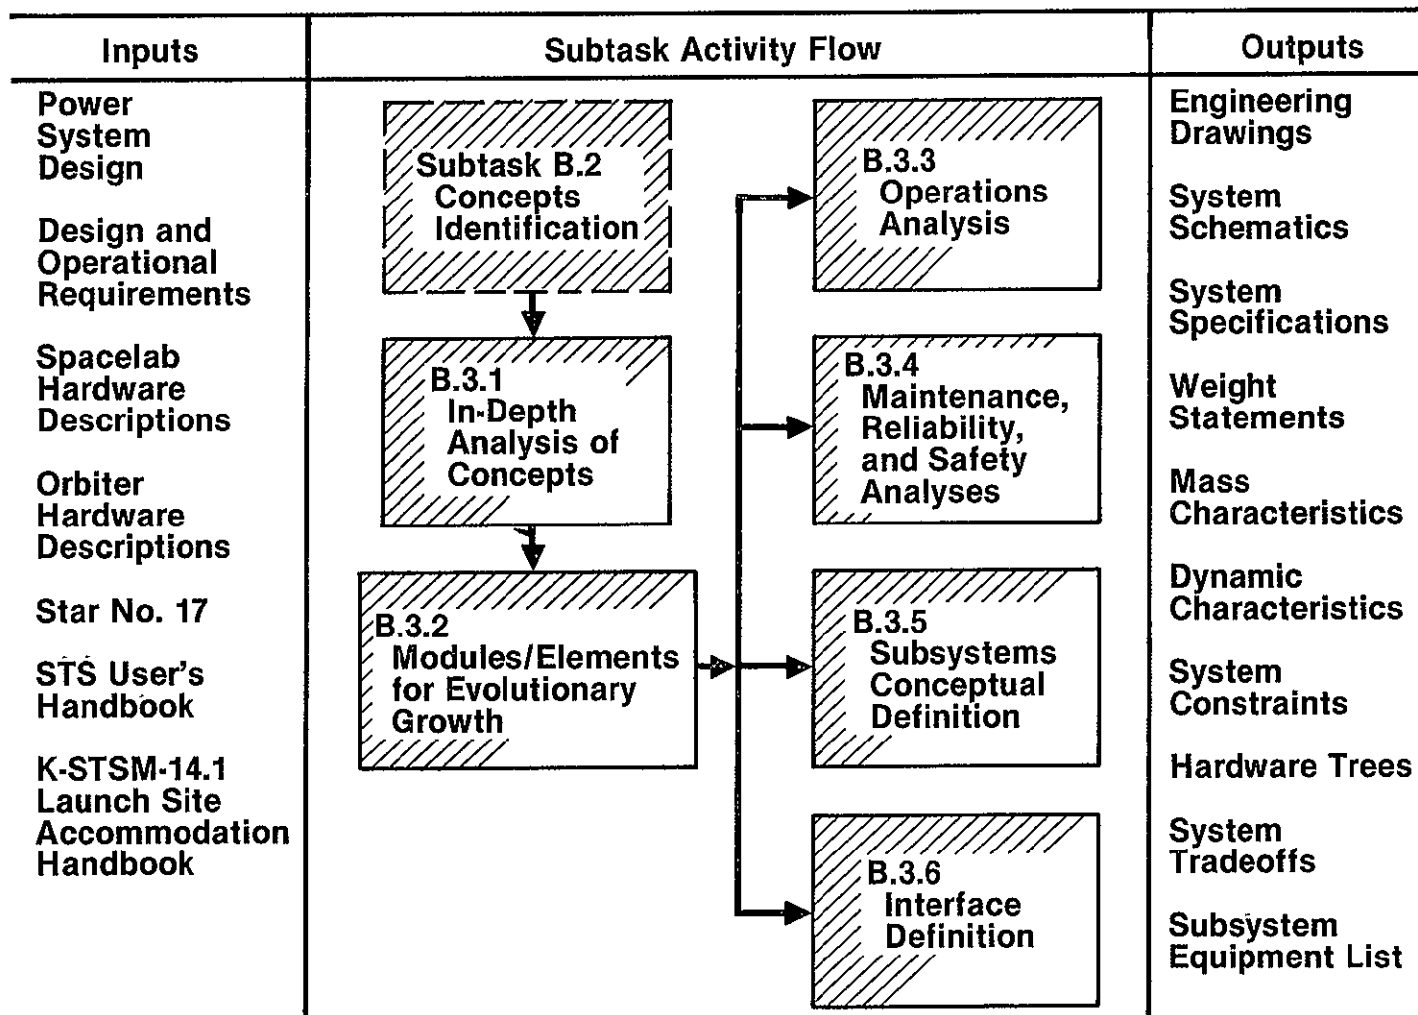 Inputs
Subtask Activity Flow
Outputs
Power
System
Design
Design and
Operational
Requirements
Spacelab
Hardware
Descriptions
Orbiter
Hardware
Descriptions
Star No. 17
STS User's
Handbook
K-STSM-14.1
Launch Site
Accommodation
Handbook
Subtask B.2
Concepts
Identification
B.3.1
In-Depth
Analysis of
Concepts
B.3.2
Modules/Elements
for Evolutionary
Growth
B.3.3
Operations
Analysis
B.3.4
Maintenance,
Reliability,
and Safety
Analyses
B.3.5
Subsystems
Conceptual
Definition
B.3.6
Interface
Definition
Engineering
Drawings
System
Schematics
System
Specifications
Weight
Statements
Mass
Characteristics
Dynamic
Characteristics
System
Constraints
Hardware Trees
System
Tradeoffs
Subsystem
Equipment List